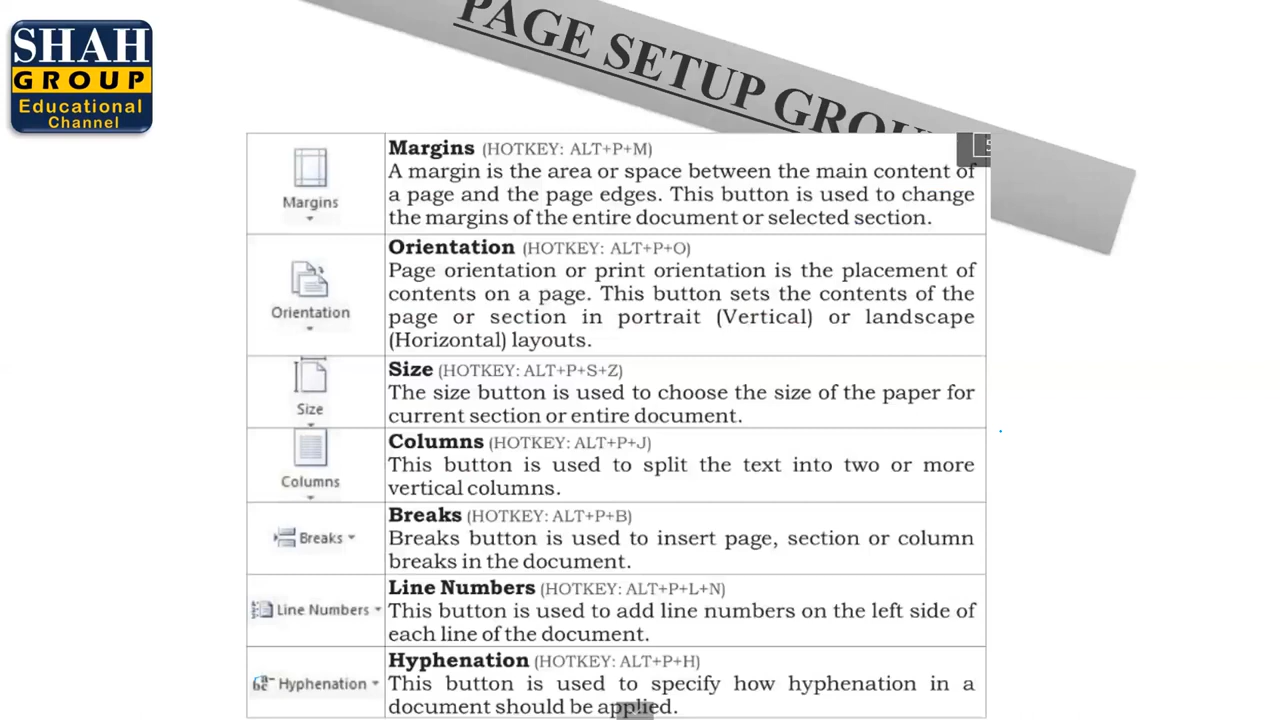 SHAH
GROUP
Educational
Channel
PAGE SETUP
Margins
Margins (HOTKEY: ALT+P+M)
A margin is the area or space between the main content of
a page and the page edges. This button is used to change
the margins of the entire document or selected section.
Orientation
Orientation (HOTKEY: ALT+P+O)
Page orientation or print orientation is the placement of
contents on a page. This button sets the contents of the
page or section in portrait (Vertical) or landscape
(Horizontal) layouts.
Size
Size (HOTKEY: ALT+P+S+Z)
The size button is used to choose the size of the paper for
current section or entire document.
Columns
Columns (HOTKEY: ALT+P+J)
This button is used to split the text into two or more
vertical columns.
Breaks
Breaks (HOTKEY: ALT+P+B)
Breaks button is used to insert page, section or column
breaks in the document.
Line Numbers
Line Numbers (HOTKEY: ALT+P+L+N)
This button is used to add line numbers on the left side of
each line of the document.
Hyphenation
Hyphenation (HOTKEY: ALT+P+H)
This button is used to specify how hyphenation in a
document should be applied.